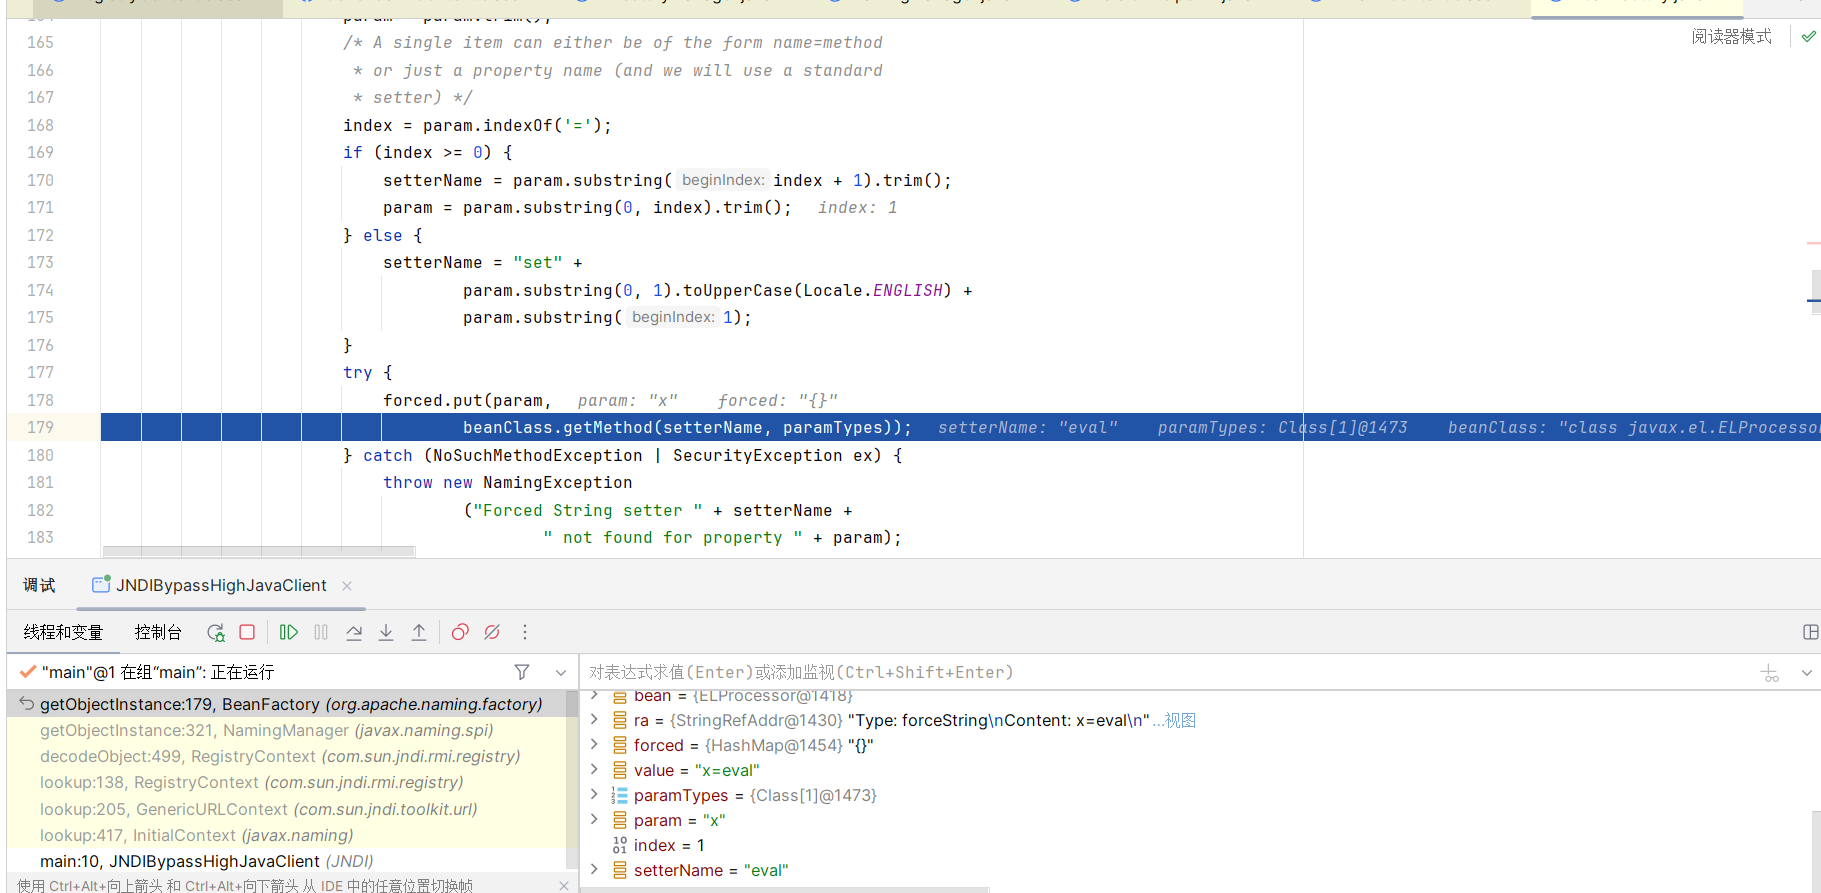 165 /* A single item can either be of the form name=method
166 * or just a property name (and we will use a standard
167 * setter) */
阅读器模式
168 index = param.indexOf('=');
169 if (index >= 0) {
170 setterName = param.substring( beginIndex: index + 1).trim();
171 param = param.substring(0, index).trim(); index: 1
172 } else {
173 setterName = "set" +
174 param.substring(0, 1).toUpperCase(Locale.ENGLISH) +
175 param.substring( beginIndex: 1);
176 }
177 try {
178 forced.put(param, param: "x" forced: "{}"
179 beanClass.getMethod(setterName, paramTypes)); setterName: "eval" paramTypes: Class[1]@1473 beanClass: "class javax.el.ELProcessor
180 } catch (NoSuchMethodException | SecurityException ex) {
181 throw new NamingException
182 ("Forced String setter " + setterName +
183 " not found for property " + param);
调试 JNDIBypassHighJavaClient
线程和变量 控制台
"main"@1 在组“main”: 正在运行
getObjectInstance:179, BeanFactory (org.apache.naming.factory)
getObjectInstance:321, NamingManager (javax.naming.spi)
decodeObject:499, RegistryContext (com.sun.jndi.rmi.registry)
lookup:138, RegistryContext (com.sun.jndi.rmi.registry)
lookup:205, GenericURLContext (com.sun.jndi.toolkit.url)
lookup:417, InitialContext (javax.naming)
main:10, JNDIBypassHighJavaClient (JNDI)
使用 Ctrl+Alt+向上箭头 和 Ctrl+Alt+向下箭头 从 IDE 中的任意位置切换帧
对表达式求值(Enter)或添加监视(Ctrl+Shift+Enter)
bean = {ELProcessor@1418}
ra = {StringRefAddr@1430} "Type: forceString\nContent: x=eval\n" ...视图
forced = {HashMap@1454} "{}"
value = "x=eval"
paramTypes = {Class[1]@1473}
param = "x"
index = 1
setterName = "eval"